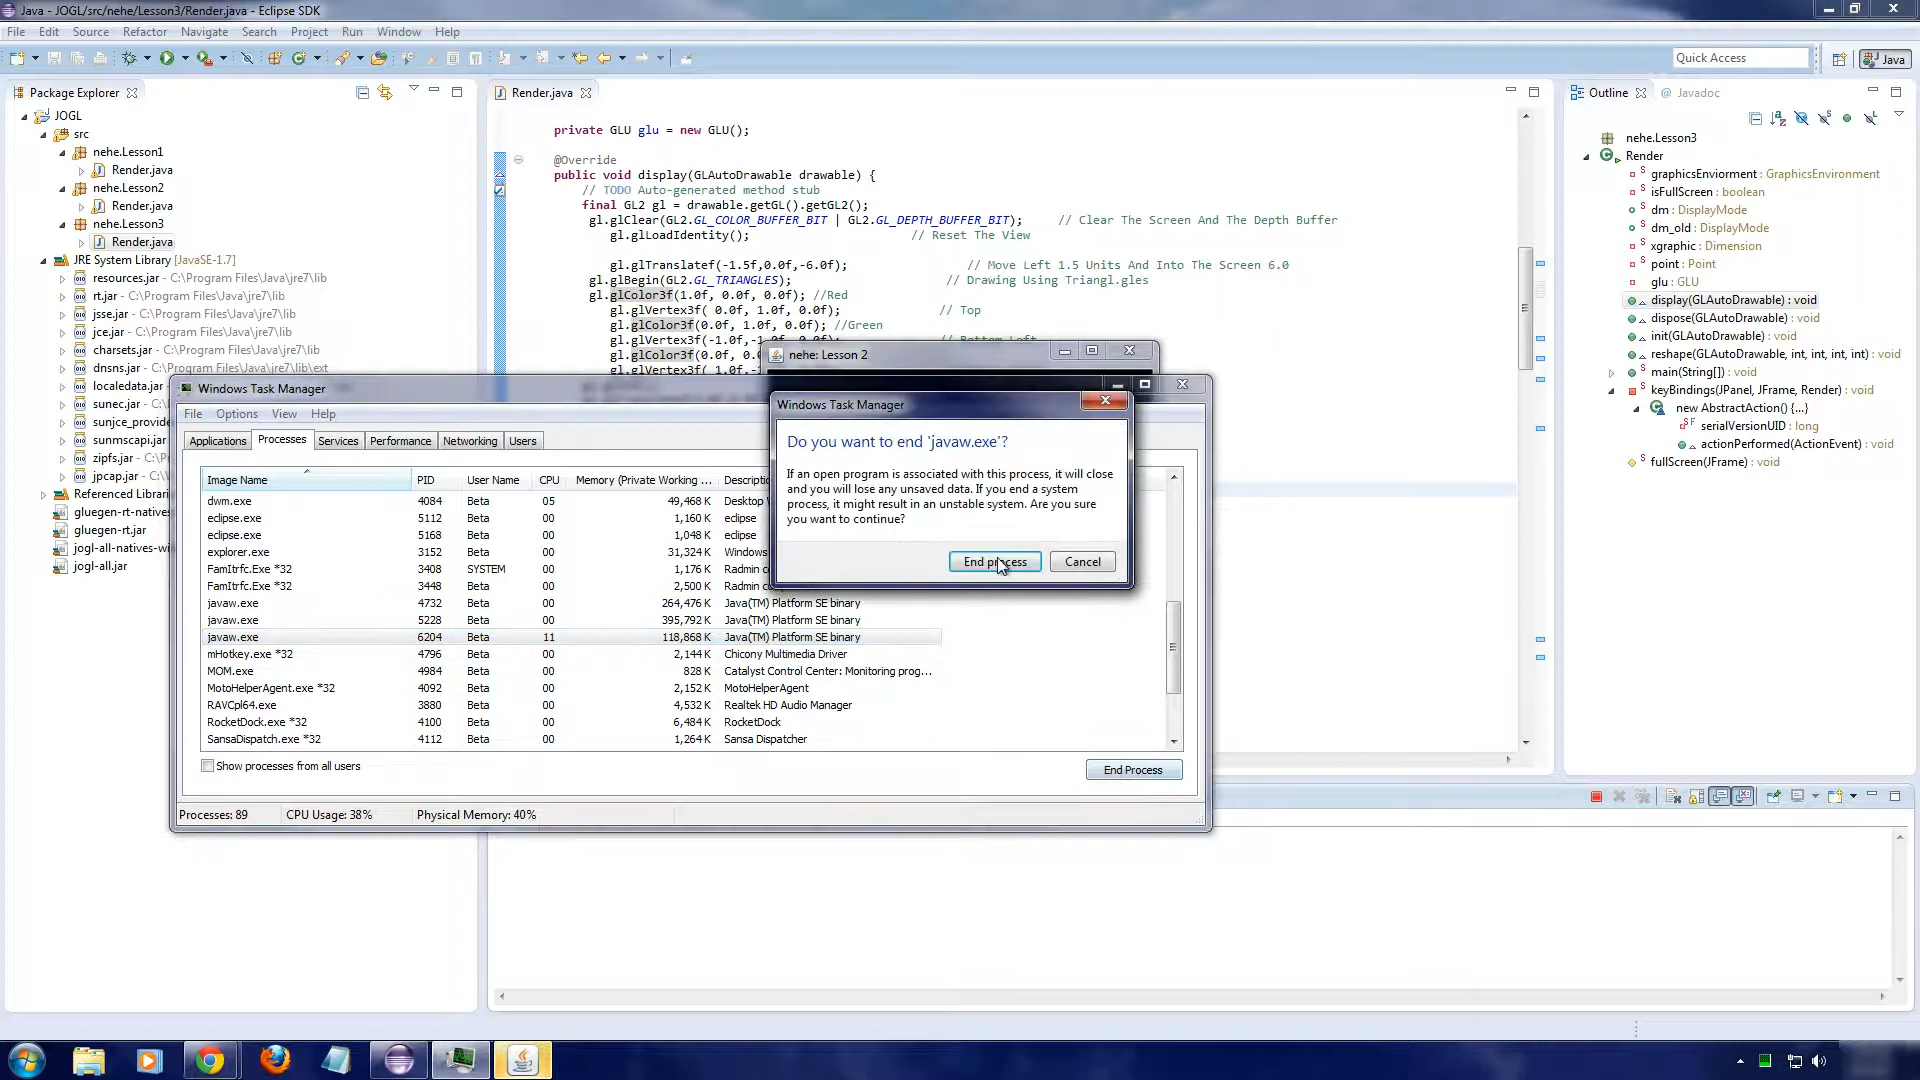 Java - JOGL/src/nehe/Lesson3/Render.java - Eclipse SDK
File Edit Source Refactor Navigate Search Project Run Window Help
Quick Access
Java
Package Explorer
JOGL
src
nehe.Lesson1
Render.java
nehe.Lesson2
Render.java
nehe.Lesson3
Render.java
JRE System Library [JavaSE-1.7]
resources.jar - C:\Program Files\Java\jre7\lib
rt.jar - C:\Program Files\Java\jre7\lib
jsse.jar - C:\Program Files\Java\jre7\lib
jce.jar - C:\Program Files\Java\jre7\lib
charsets.jar - C:\Program Files\Java\jre7\lib
dnsns.jar - C:\Program Files\Java\jre7\lib\ext
localedata.jar
sunec.jar - C:
sunjce_provide
sunmscapi.jar
zipfs.jar - C:\P
jpcap.jar - C:\
Referenced Librari
gluegen-rt-natives
gluegen-rt.jar
jogl-all-natives-wi
jogl-all.jar
Render.java
private GLU glu = new GLU();
@Override
public void display(GLAutoDrawable drawable) {
// TODO Auto-generated method stub
final GL2 gl = drawable.getGL().getGL2();
gl.glClear(GL2.GL_COLOR_BUFFER_BIT | GL2.GL_DEPTH_BUFFER_BIT); // Clear The Screen And The Depth Buffer
gl.glLoadIdentity(); // Reset The View
gl.glTranslatef(-1.5f,0.0f,-6.0f); // Move Left 1.5 Units And Into The Screen 6.0
gl.glBegin(GL2.GL_TRIANGLES); // Drawing Using Triangl.gles
gl.glColor3f(1.0f, 0.0f, 0.0f); //Red
gl.glVertex3f( 0.0f, 1.0f, 0.0f); // Top
gl.glColor3f(0.0f, 1.0f, 0.0f); //Green
gl.glVertex3f(-1.0f,-1 // Bottom Left
gl.glColor3f(0.0f, 0.0
gl.glVertex3f( 1.0f,-1
nehe: Lesson 2
Windows Task Manager
File Options View Help
Applications Processes Services Performance Networking Users
Image Name PID User Name CPU Memory (Private Working ... Descriptio
dwm.exe 4084 Beta 05 49,468 K Desktop
eclipse.exe 5112 Beta 00 1,160 K eclipse
eclipse.exe 5168 Beta 00 1,048 K eclipse
explorer.exe 3152 Beta 00 31,324 K Windows
FamItrfc.Exe *32 3408 SYSTEM 00 1,176 K Radmin c
FamItrfc.Exe *32 3448 Beta 00 2,500 K Radmin c
javaw.exe 4732 Beta 00 264,476 K Java(TM) Platform SE binary
javaw.exe 5228 Beta 00 395,792 K Java(TM) Platform SE binary
javaw.exe 6204 Beta 11 118,868 K Java(TM) Platform SE binary
mHotkey.exe *32 4796 Beta 00 2,144 K Chicony Multimedia Driver
MOM.exe 4984 Beta 00 828 K Catalyst Control Center: Monitoring prog...
MotoHelperAgent.exe *32 4092 Beta 00 2,152 K MotoHelperAgent
RAVCpl64.exe 3880 Beta 00 4,532 K Realtek HD Audio Manager
RocketDock.exe *32 4100 Beta 00 6,484 K RocketDock
SansaDispatch.exe *32 4112 Beta 00 1,264 K Sansa Dispatcher
Show processes from all users
End Process
Processes: 89 CPU Usage: 38% Physical Memory: 40%
Windows Task Manager
Do you want to end 'javaw.exe'?
If an open program is associated with this process, it will close
and you will lose any unsaved data. If you end a system
process, it might result in an unstable system. Are you sure
you want to continue?
End process Cancel
Outline Javadoc
nehe.Lesson3
Render
graphicsEnviorment : GraphicsEnvironment
isFullScreen : boolean
dm : DisplayMode
dm_old : DisplayMode
xgraphic : Dimension
point : Point
glu : GLU
display(GLAutoDrawable) : void
dispose(GLAutoDrawable) : void
init(GLAutoDrawable) : void
reshape(GLAutoDrawable, int, int, int, int) : void
main(String[]) : void
keyBindings(JPanel, JFrame, Render) : void
new AbstractAction() {...}
serialVersionUID : long
actionPerformed(ActionEvent) : void
fullScreen(JFrame) : void